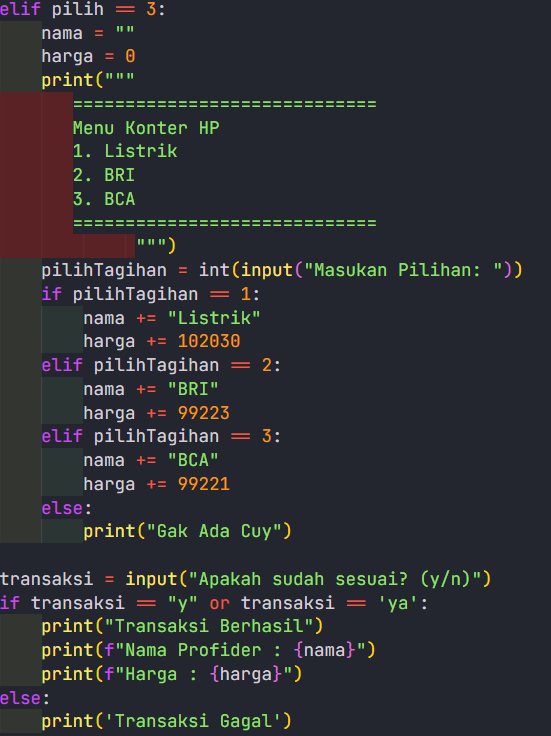 elif pilih == 3:
    nama = ""
    harga = 0
    print("""
       =============================
       Menu Konter HP
       1. Listrik
       2. BRI
       3. BCA
       =============================
             """)
    pilihTagihan = int(input("Masukan Pilihan: "))
    if pilihTagihan == 1:
        nama += "Listrik"
        harga += 102030
    elif pilihTagihan == 2:
        nama += "BRI"
        harga += 99223
    elif pilihTagihan == 3:
        nama += "BCA"
        harga += 99221
    else:
        print("Gak Ada Cuy")

transaksi = input("Apakah sudah sesuai? (y/n)")
if transaksi == "y" or transaksi == 'ya':
    print("Transaksi Berhasil")
    print(f"Nama Profider : {nama}")
    print(f"Harga : {harga}")
else:
    print('Transaksi Gagal')